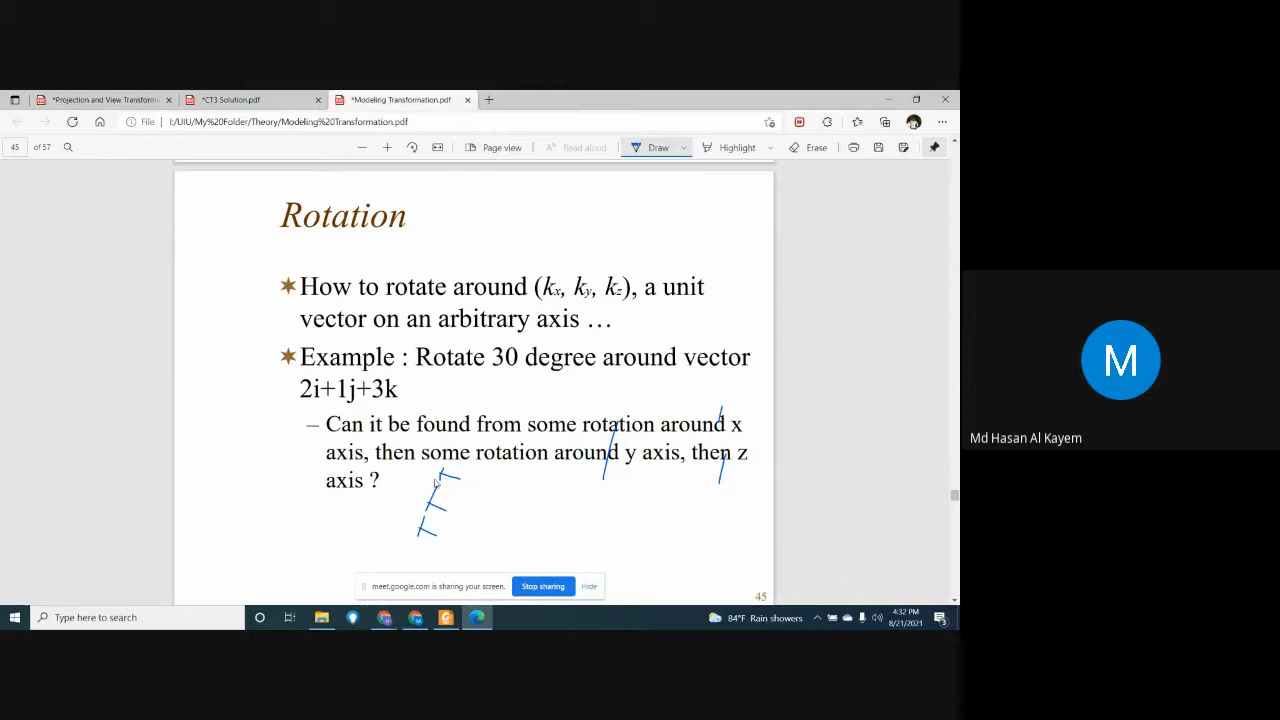 *Projection and View Transform
*CT3 Solution.pdf
*Modeling Transformation.pdf
File
I:/UIU/My%20Folder/Theory/Modeling%20Transformation.pdf
45 of 57
Page view
Read aloud
Draw
Highlight
Erase
Rotation
How to rotate around (kx, ky, kz), a unit
vector on an arbitrary axis …
Example : Rotate 30 degree around vector
2i+1j+3k
– Can it be found from some rotation around x
axis, then some rotation around y axis, then z
axis ?
meet.google.com is sharing your screen.
Stop sharing
Hide
45
M
Md Hasan Al Kayem
Type here to search
84°F Rain showers
4:32 PM
8/21/2021
3